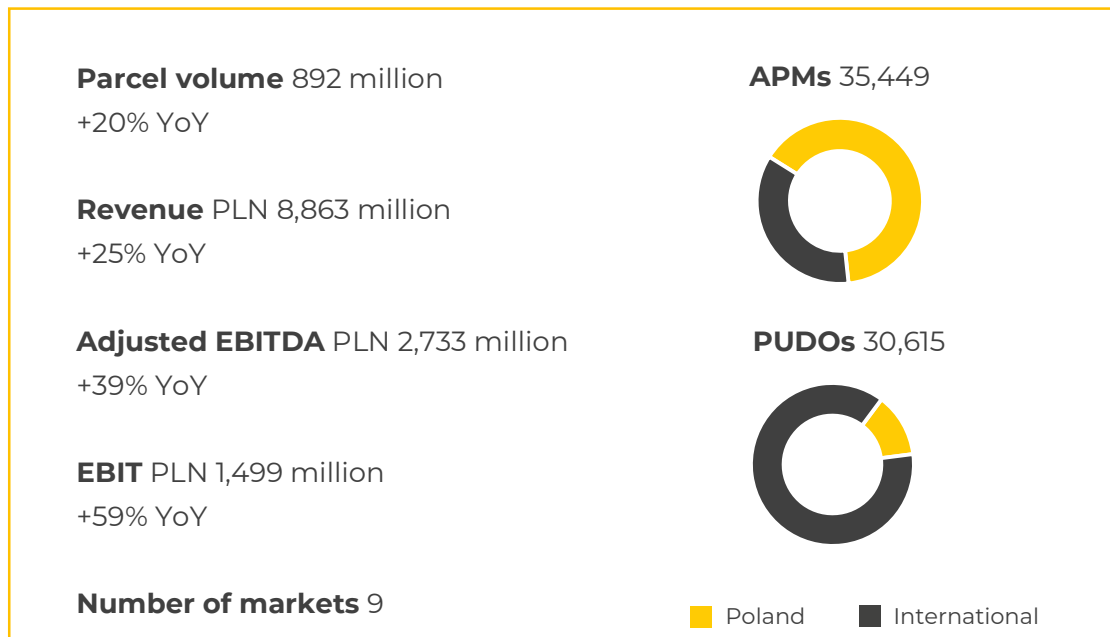 Parcel volume 892 million
+20% YoY
Revenue PLN 8,863 million
+25% YoY
Adjusted EBITDA PLN 2,733 million
+39% YoY
EBIT PLN 1,499 million
+59% YoY
Number of markets 9
APMs 35,449
PUDOs 30,615
Poland
International